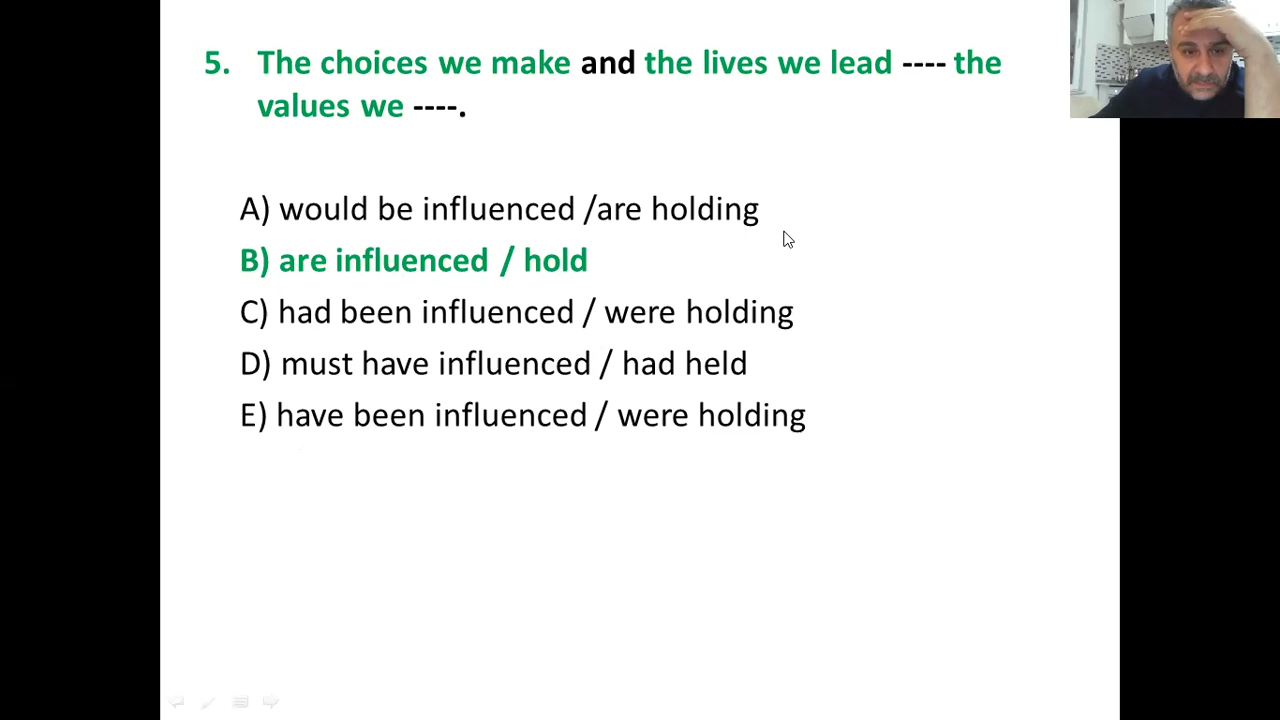 5. The choices we make and the lives we lead ---- the
values we ----.
A) would be influenced /are holding
B) are influenced / hold
C) had been influenced / were holding
D) must have influenced / had held
E) have been influenced / were holding